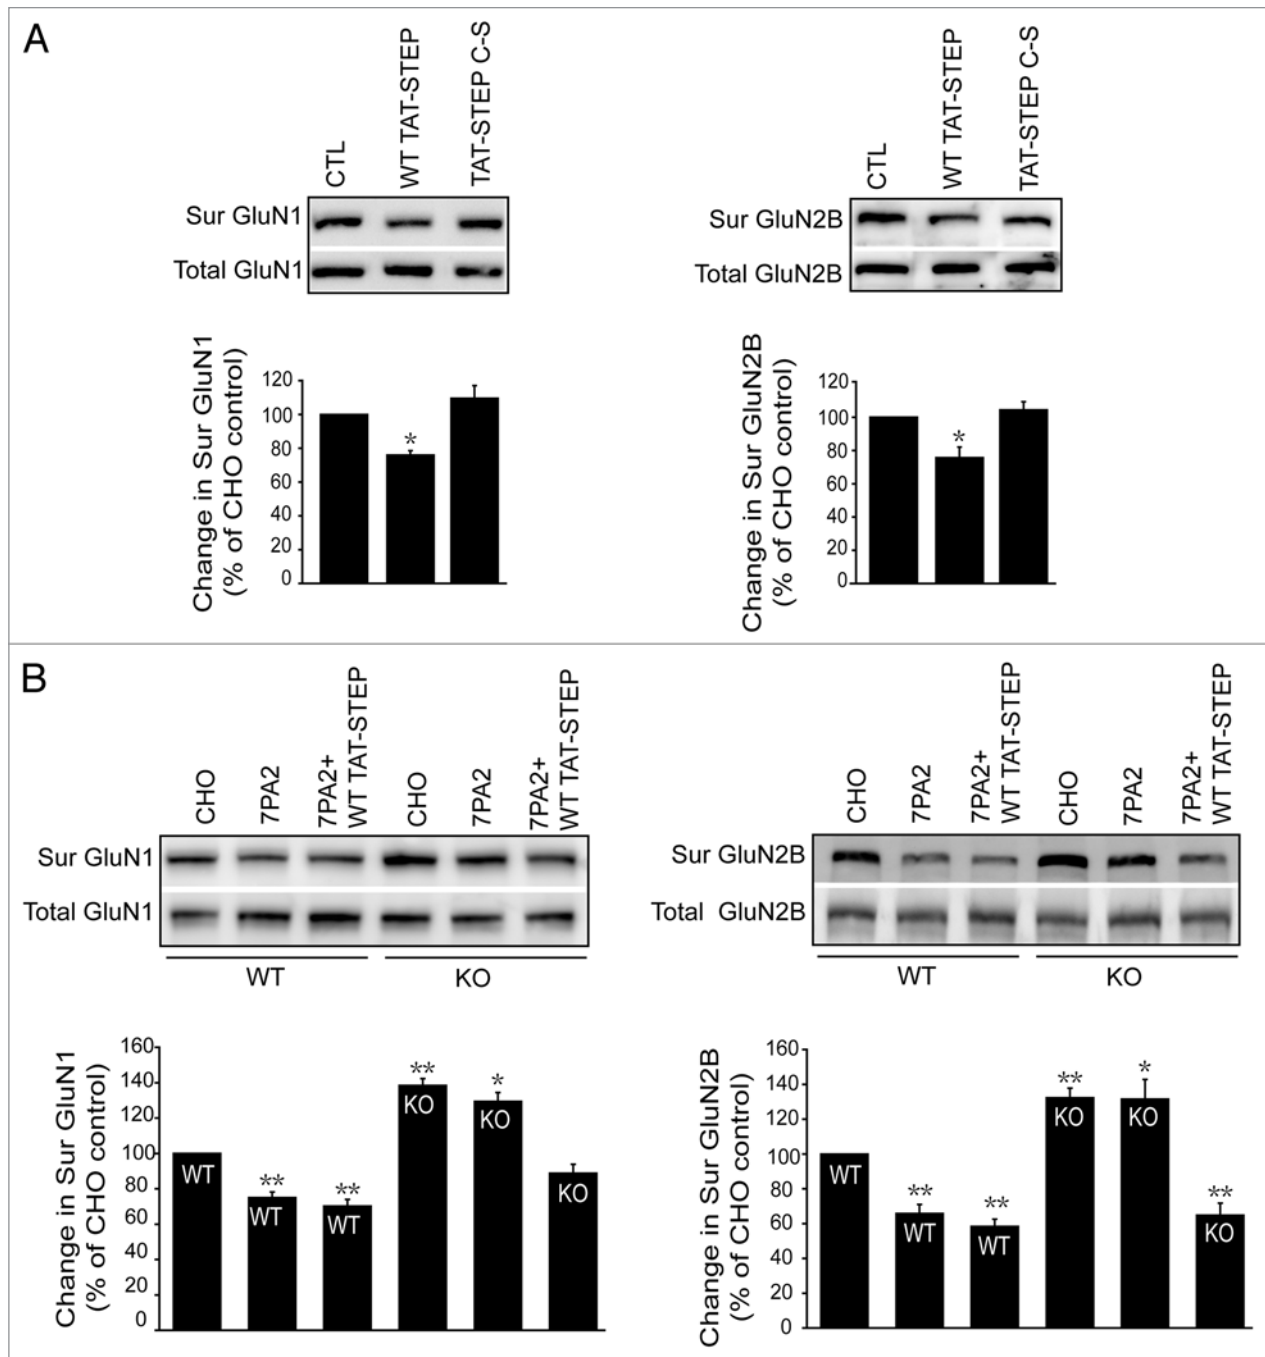 A
CTL
WT TAT-STEP
TAT-STEP C-S
Sur GluN1
Total GluN1
CTL
WT TAT-STEP
TAT-STEP C-S
Sur GluN2B
Total GluN2B
Change in Sur GluN1
(% of CHO control)
120
100
80
60
40
20
0
*
Change in Sur GluN2B
(% of CHO control)
120
100
80
60
40
20
0
*
B
CHO
7PA2
7PA2+
WT TAT-STEP
CHO
7PA2
7PA2+
WT TAT-STEP
Sur GluN1
Total GluN1
WT
KO
CHO
7PA2
7PA2+
WT TAT-STEP
CHO
7PA2
7PA2+
WT TAT-STEP
Sur GluN2B
Total GluN2B
WT
KO
Change in Sur GluN1
(% of CHO control)
160
140
120
100
80
60
40
20
0
WT
**
WT
**
WT
**
KO
*
KO
KO
Change in Sur GluN2B
(% of CHO control)
160
140
120
100
80
60
40
20
0
WT
**
WT
**
WT
**
KO
*
KO
**
KO